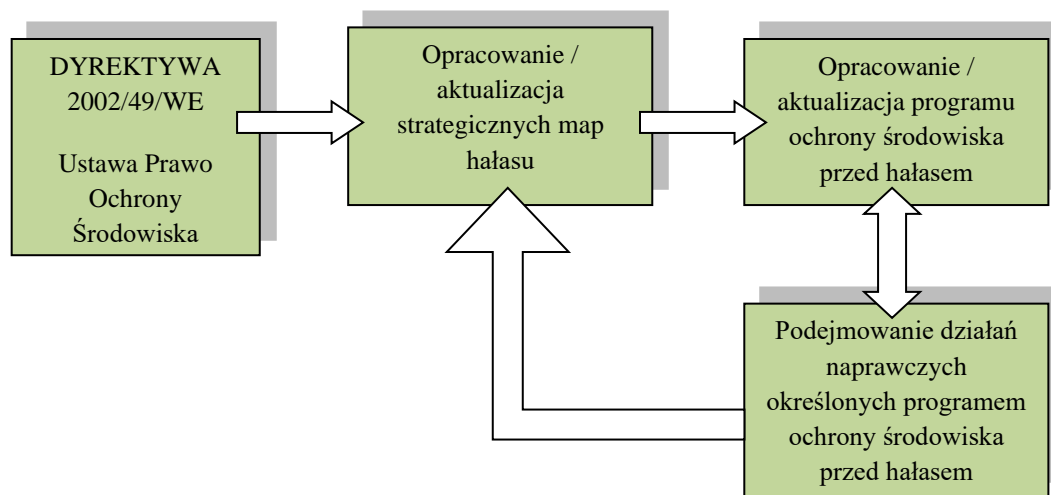 DYREKTYWA
2002/49/WE
Ustawa Prawo
Ochrony
Środowiska
Opracowanie /
aktualizacja
strategicznych map
hałasu
Opracowanie /
aktualizacja programu
ochrony środowiska
przed hałasem
Podejmowanie działań
naprawczych
określonych programem
ochrony środowiska
przed hałasem